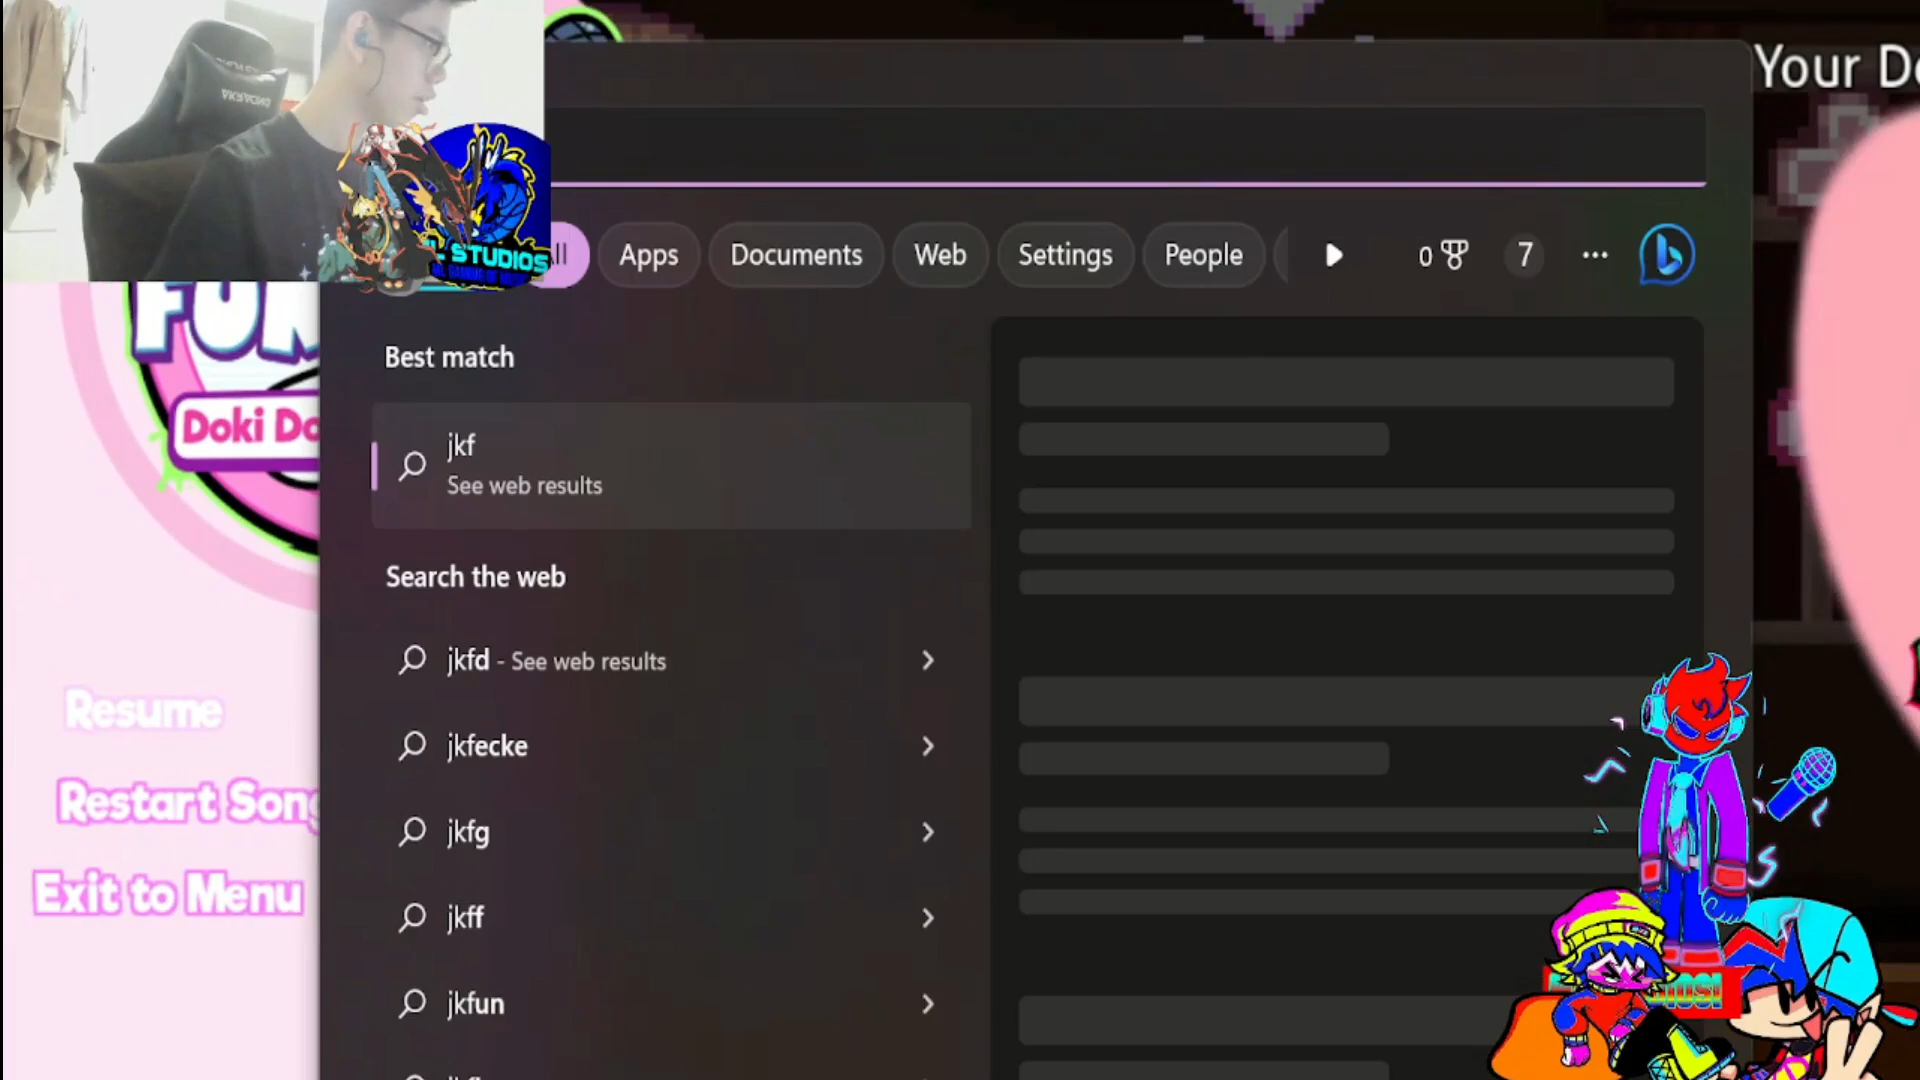 Your D
Apps Documents Web Settings People 0 7
STUDIOS
Best match
jkf
See web results
Doki Do
Search the web
jkfd - See web results
Resume
jkfecke
Restart Song
jkfg
Exit to Menu
jkff
jkfun